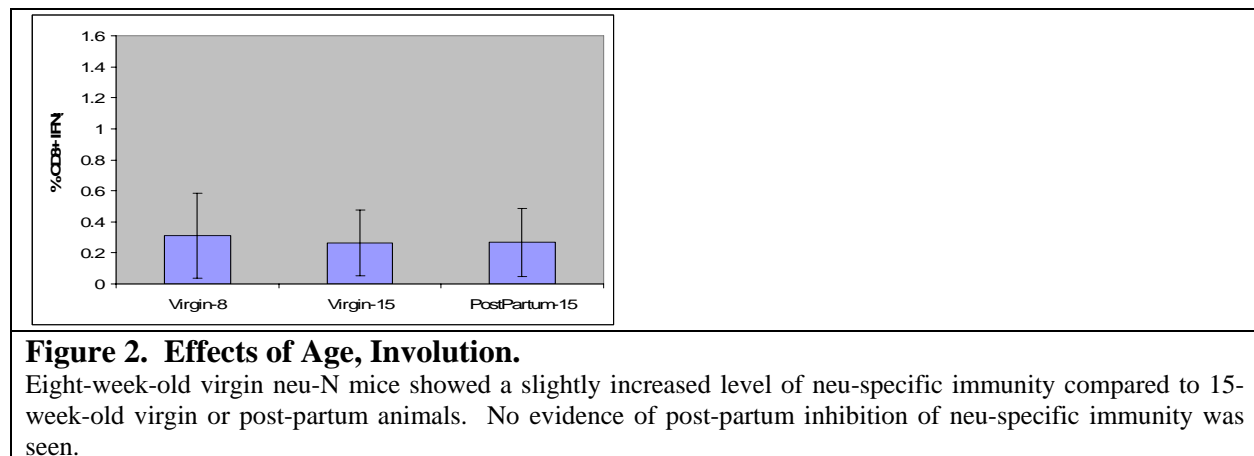 1.6
1.4
1.2
1
0.8
0.6
0.4
0.2
0
%CD8+IFN
Virgin-8 Virgin-15 PostPartum-15
Figure 2. Effects of Age, Involution.
Eight-week-old virgin neu-N mice showed a slightly increased level of neu-specific immunity compared to 15-
week-old virgin or post-partum animals. No evidence of post-partum inhibition of neu-specific immunity was
seen.